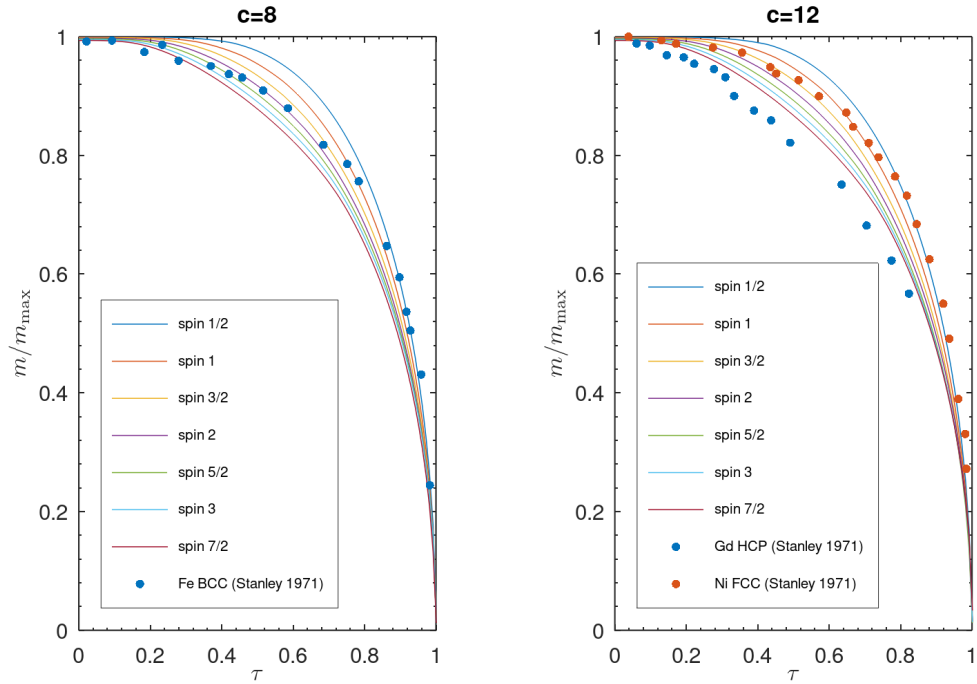 c=8
1
0.8
0.6
0.4
0.2
0
m/m_max
spin 1/2
spin 1
spin 3/2
spin 2
spin 5/2
spin 3
spin 7/2
Fe BCC (Stanley 1971)
0 0.2 0.4 0.6 0.8 1
τ
c=12
1
0.8
0.6
0.4
0.2
0
m/m_max
spin 1/2
spin 1
spin 3/2
spin 2
spin 5/2
spin 3
spin 7/2
Gd HCP (Stanley 1971)
Ni FCC (Stanley 1971)
0 0.2 0.4 0.6 0.8 1
τ